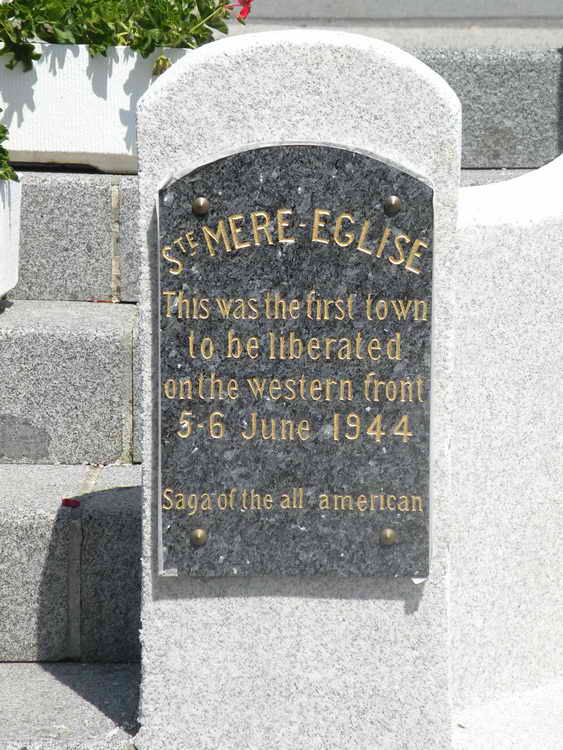 STE MERE-EGLISE
This was the first town
to be liberated
on the western front
5-6 June 1944
Saga of the all american